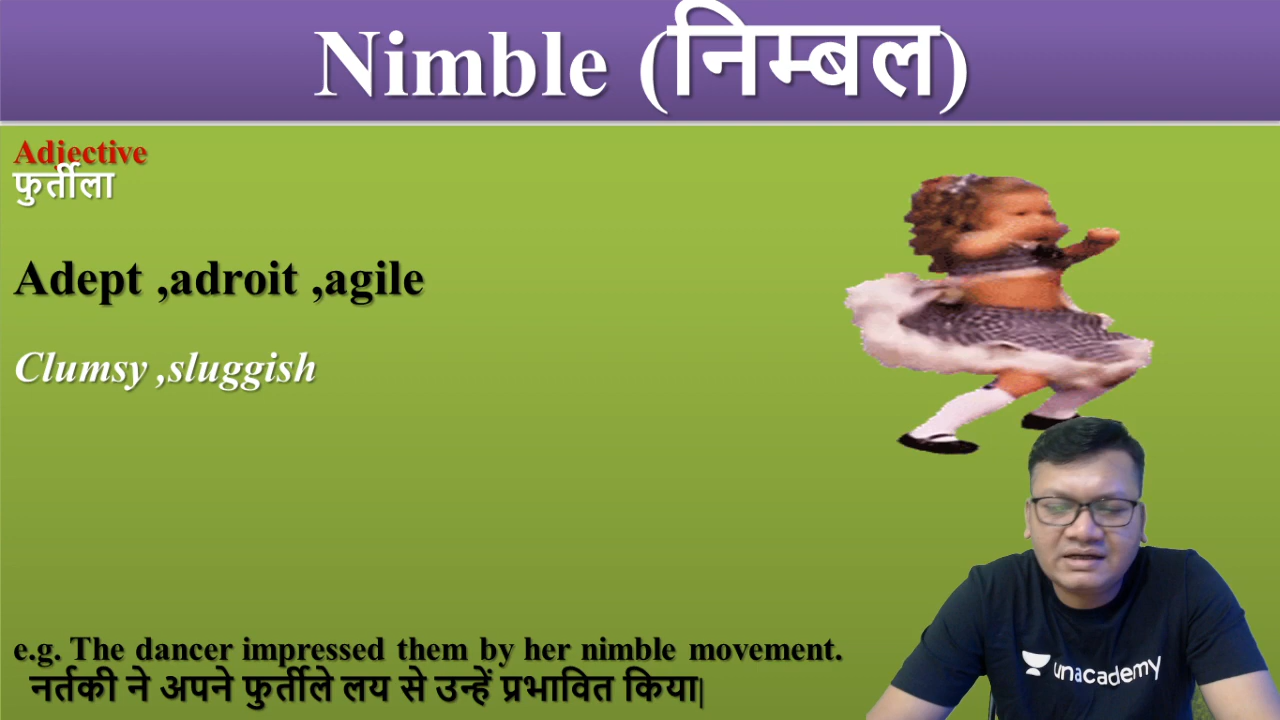 Nimble (निम्बल)
Adjective
फुर्तीला
Adept ,adroit ,agile
Clumsy ,sluggish
unacademy
e.g. The dancer impressed them by her nimble movement.
नर्तकी ने अपने फुर्तीले लय से उन्हें प्रभावित किया|